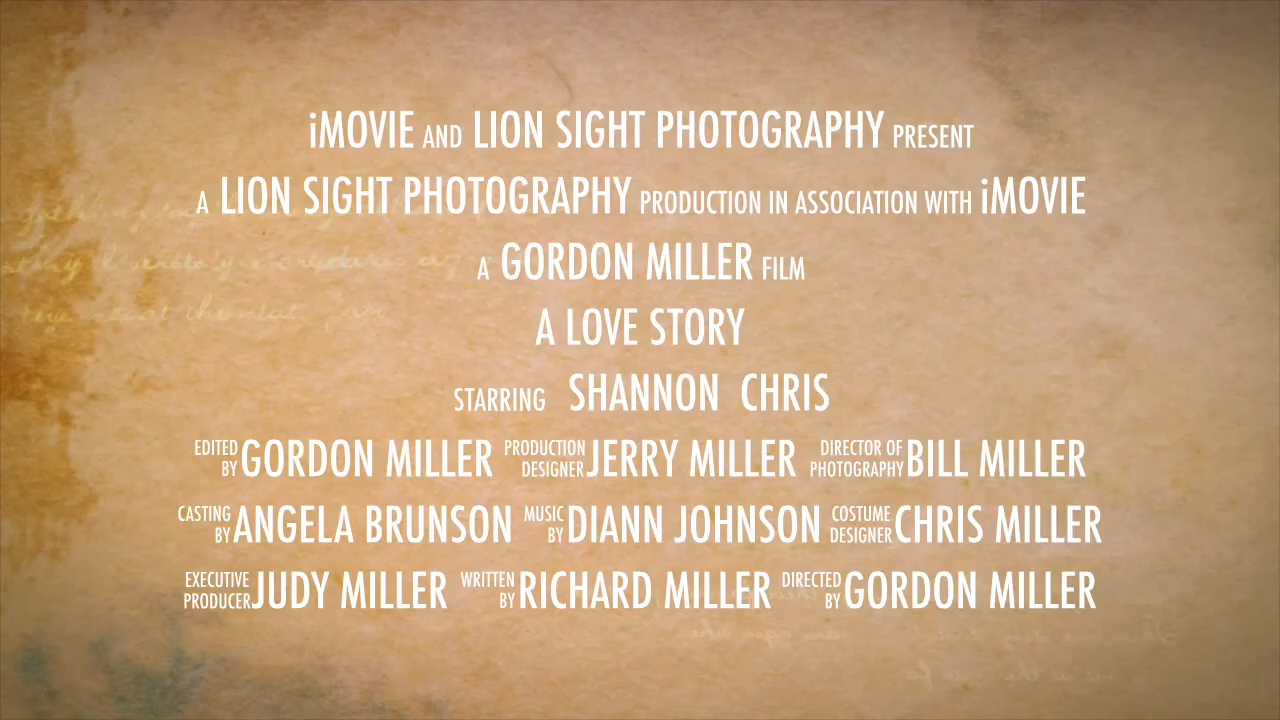 iMOVIE AND LION SIGHT PHOTOGRAPHY PRESENT
A LION SIGHT PHOTOGRAPHY PRODUCTION IN ASSOCIATION WITH iMOVIE
A GORDON MILLER FILM
A LOVE STORY
STARRING SHANNON CHRIS
EDITED BY GORDON MILLER PRODUCTION DESIGNER JERRY MILLER DIRECTOR OF PHOTOGRAPHY BILL MILLER
CASTING BY ANGELA BRUNSON MUSIC BY DIANN JOHNSON COSTUME DESIGNER CHRIS MILLER
EXECUTIVE PRODUCER JUDY MILLER WRITTEN BY RICHARD MILLER DIRECTED BY GORDON MILLER